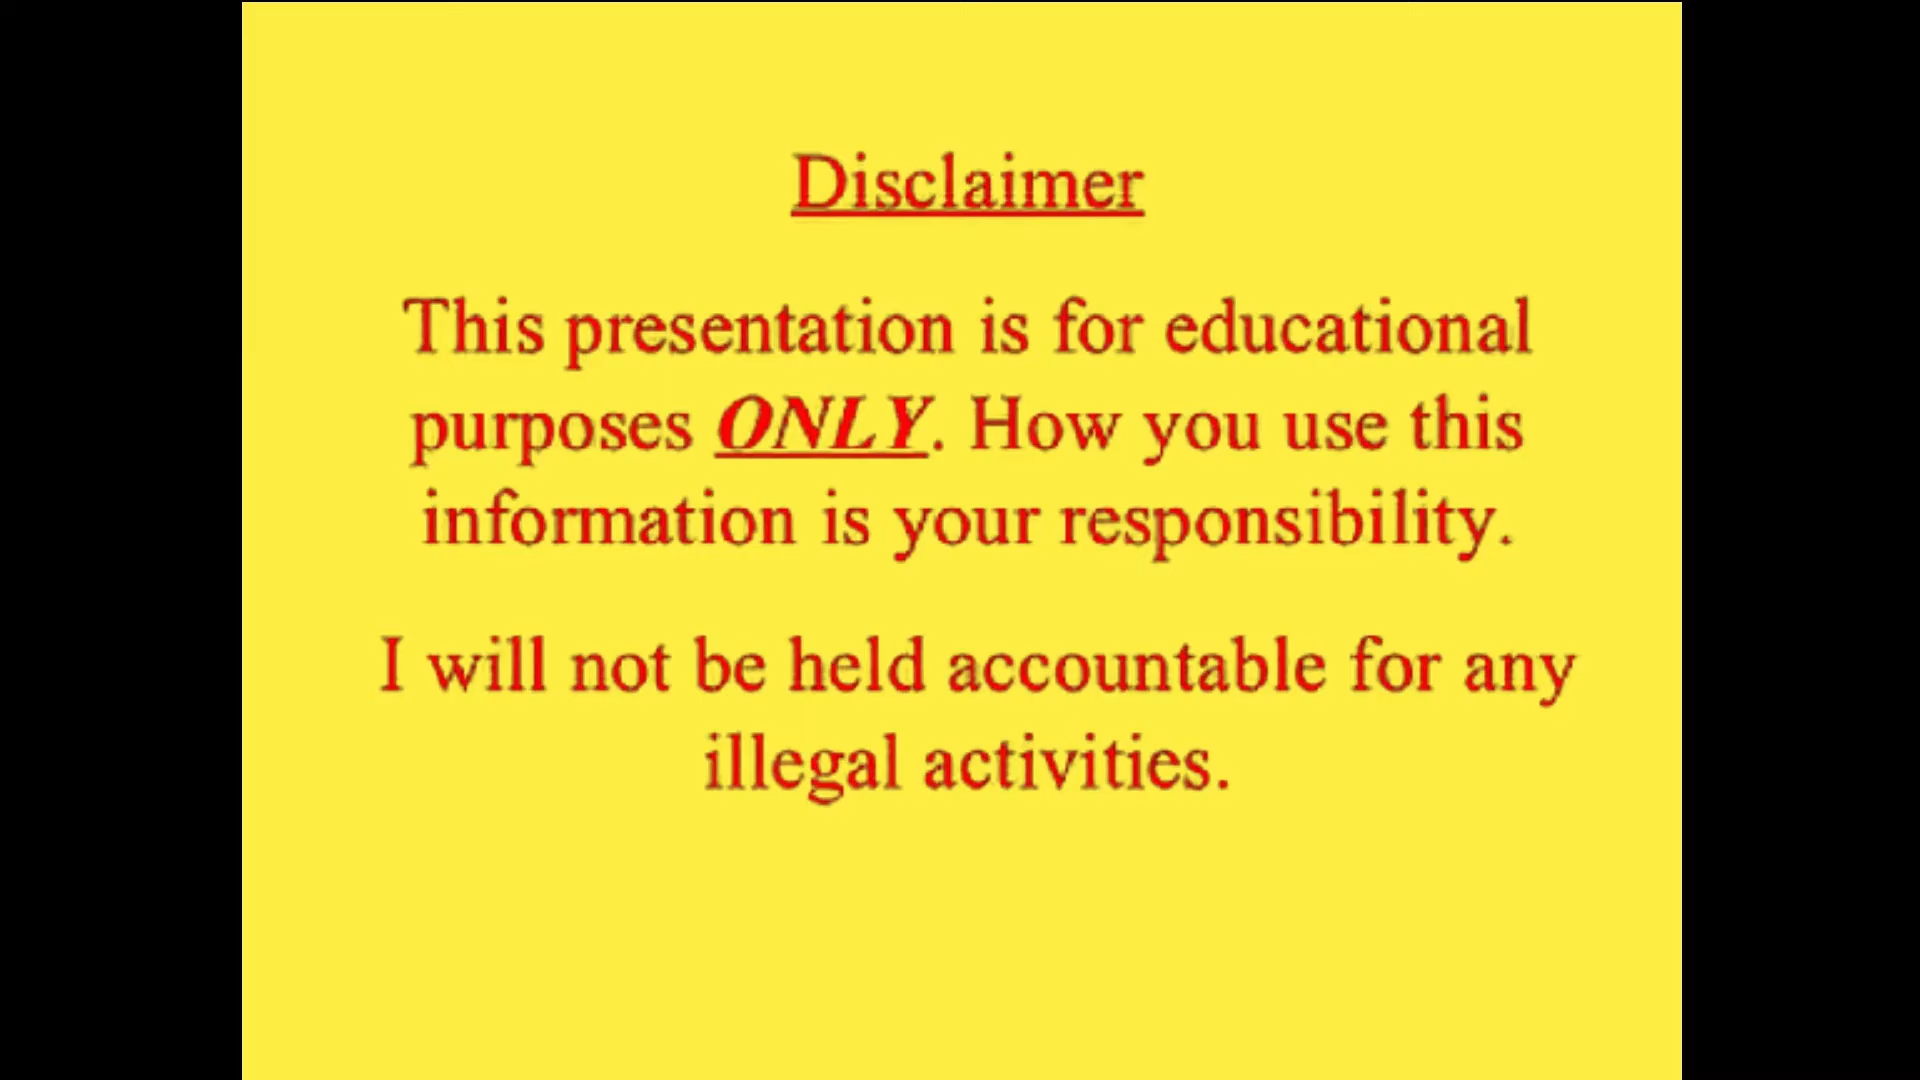 Disclaimer
This presentation is for educational
purposes ONLY. How you use this
information is your responsibility.
I will not be held accountable for any
illegal activities.